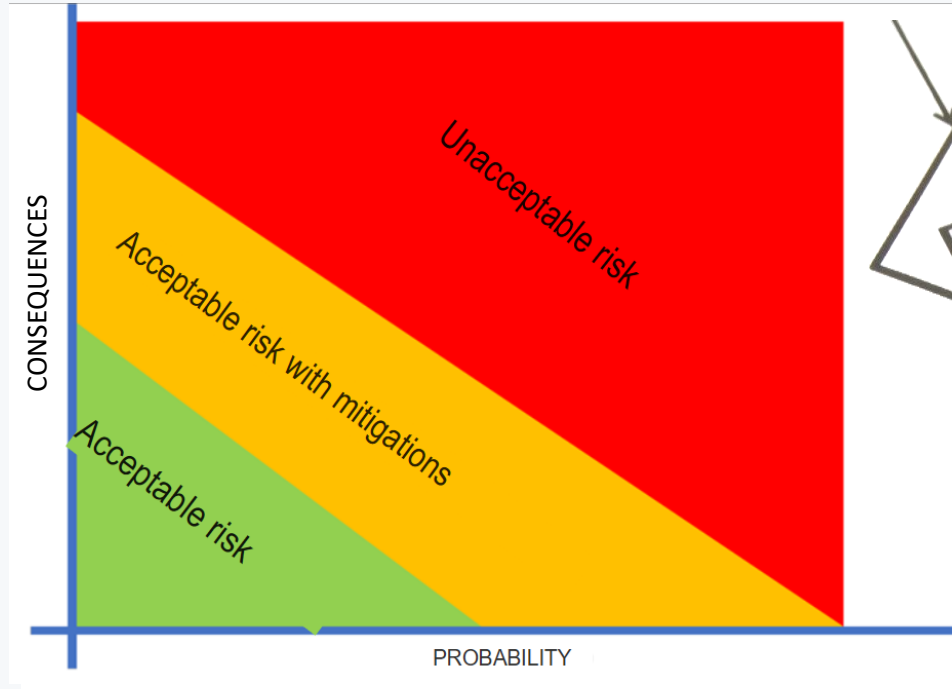 Unacceptable risk
CONSEQUENCES
Acceptable risk with mitigations
Acceptable risk
PROBABILITY